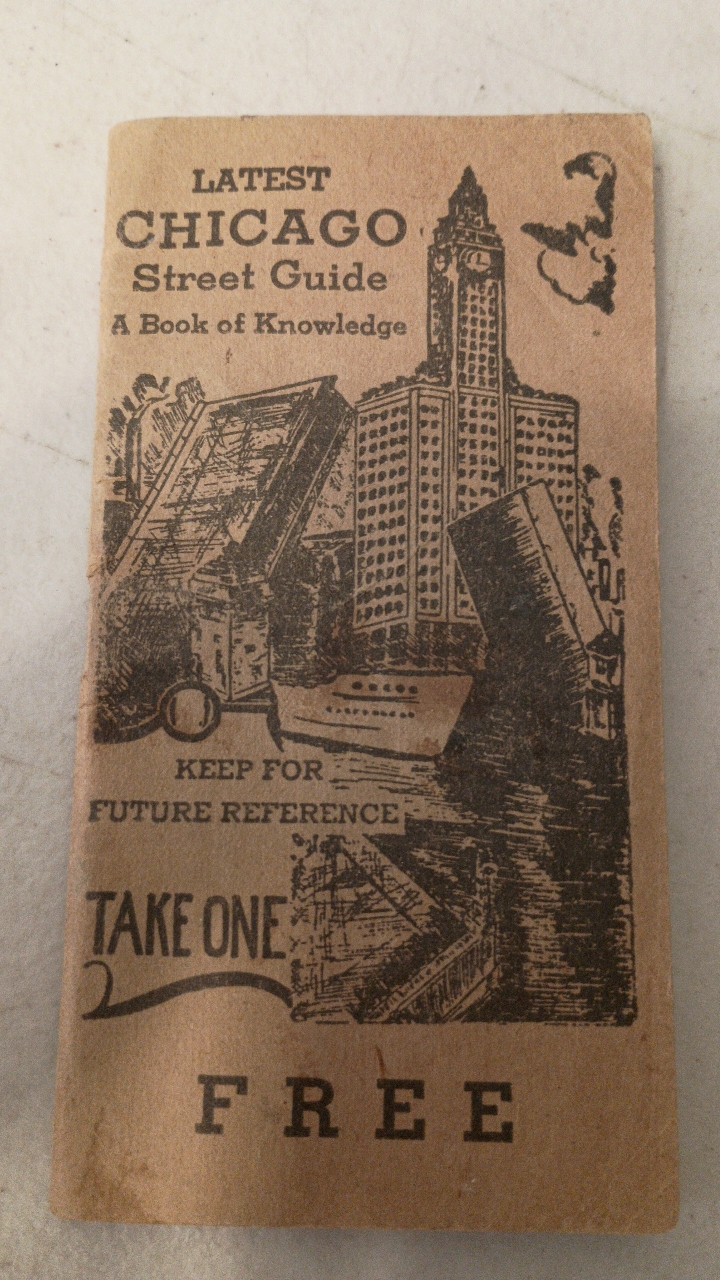 LATEST
CHICAGO
Street Guide
A Book of Knowledge
KEEP FOR
FUTURE REFERENCE
TAKE ONE
FREE